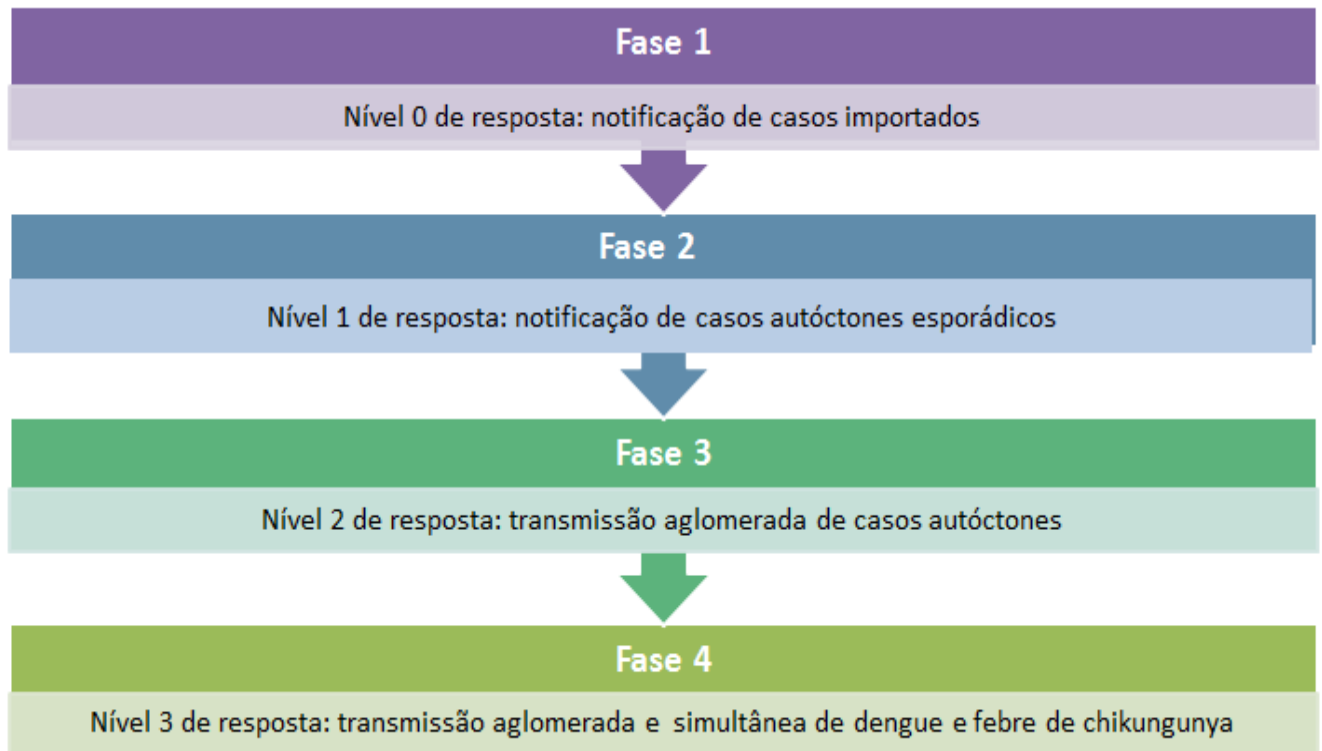 Fase 1
Nível 0 de resposta: notificação de casos importados
Fase 2
Nível 1 de resposta: notificação de casos autóctones esporádicos
Fase 3
Nível 2 de resposta: transmissão aglomerada de casos autóctones
Fase 4
Nível 3 de resposta: transmissão aglomerada e simultânea de dengue e febre de chikungunya